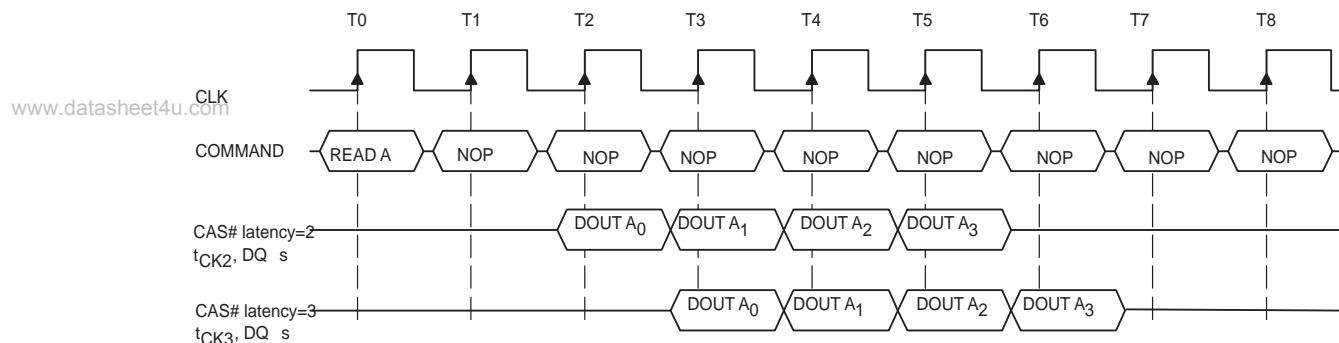 T0 T1 T2 T3 T4 T5 T6 T7 T8
CLK
www.datasheet4u.com
COMMAND READ A NOP NOP NOP NOP NOP NOP NOP NOP
CAS# latency=2 DOUT A0 DOUT A1 DOUT A2 DOUT A3
tCK2, DQ s
CAS# latency=3 DOUT A0 DOUT A1 DOUT A2 DOUT A3
tCK3, DQ s